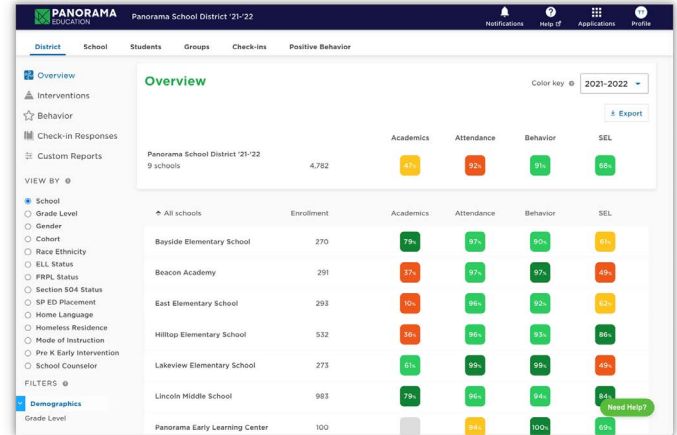 PANORAMA
EDUCATION
Panorama School District '21-'22
Notifications
Help
Applications
TT
Profile
District School Students Groups Check-ins Positive Behavior
Overview
Interventions
Behavior
Check-in Responses
Custom Reports
VIEW BY
School
Grade Level
Gender
Cohort
Race Ethnicity
ELL Status
FRPL Status
Section 504 Status
SP ED Placement
Home Language
Homeless Residence
Mode of Instruction
Pre K Early Intervention
School Counselor
FILTERS
Demographics
Grade Level
Overview
Color key 2021-2022
Export
Academics Attendance Behavior SEL
Panorama School District '21-'22
9 schools 4,782 47% 92% 91% 68%
All schools Enrollment Academics Attendance Behavior SEL
Bayside Elementary School 270 79% 97% 90% 61%
Beacon Academy 291 37% 97% 97% 49%
East Elementary School 293 10% 96% 92% 62%
Hilltop Elementary School 532 36% 96% 93% 86%
Lakeview Elementary School 273 61% 99% 99% 49%
Lincoln Middle School 983 79% 96% 94% 84%
Need Help?
Panorama Early Learning Center 100 94% 100% 69%